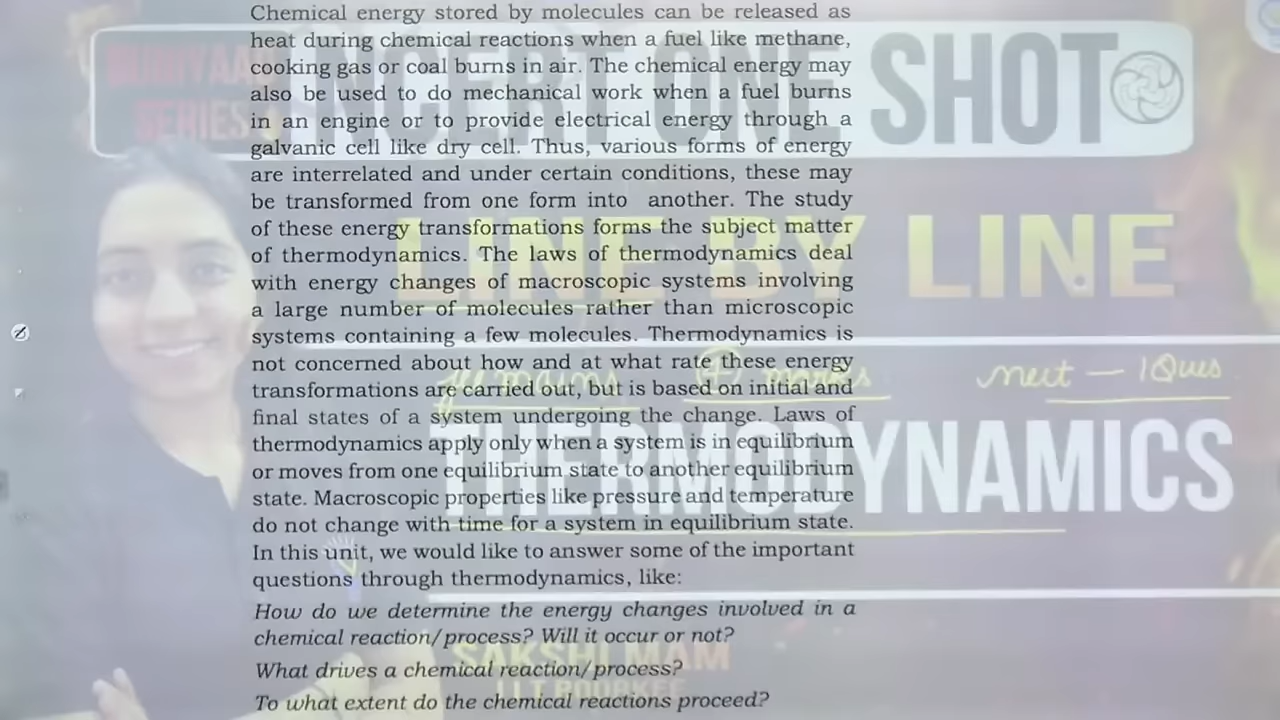 Chemical energy stored by molecules can be released as
heat during chemical reactions when a fuel like methane,
cooking gas or coal burns in air. The chemical energy may
also be used to do mechanical work when a fuel burns
in an engine or to provide electrical energy through a
galvanic cell like dry cell. Thus, various forms of energy
are interrelated and under certain conditions, these may
be transformed from one form into another. The study
of these energy transformations forms the subject matter
of thermodynamics. The laws of thermodynamics deal
with energy changes of macroscopic systems involving
a large number of molecules rather than microscopic
systems containing a few molecules. Thermodynamics is
not concerned about how and at what rate these energy
transformations are carried out, but is based on initial and
final states of a system undergoing the change. Laws of
thermodynamics apply only when a system is in equilibrium
or moves from one equilibrium state to another equilibrium
state. Macroscopic properties like pressure and temperature
do not change with time for a system in equilibrium state.
In this unit, we would like to answer some of the important
questions through thermodynamics, like:
How do we determine the energy changes involved in a
chemical reaction/process? Will it occur or not?
What drives a chemical reaction/process?
To what extent do the chemical reactions proceed?
SERIES
NCERT ONE SHOT
LINE BY LINE
neet - 1 Ques
THERMODYNAMICS
SAKSHI MAM